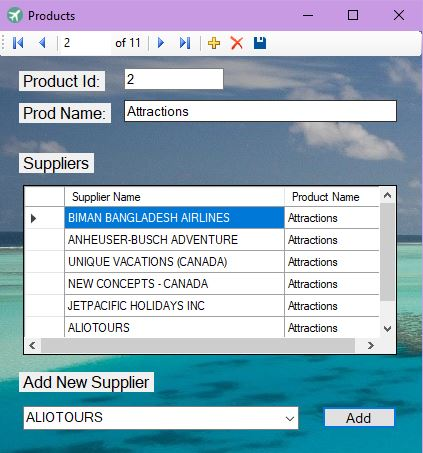 Products
2 of 11
Product Id: 2
Prod Name: Attractions
Suppliers
Supplier Name Product Name
BIMAN BANGLADESH AIRLINES Attractions
ANHEUSER-BUSCH ADVENTURE Attractions
UNIQUE VACATIONS (CANADA) Attractions
NEW CONCEPTS - CANADA Attractions
JETPACIFIC HOLIDAYS INC Attractions
ALIOTOURS Attractions
Add New Supplier
ALIOTOURS Add